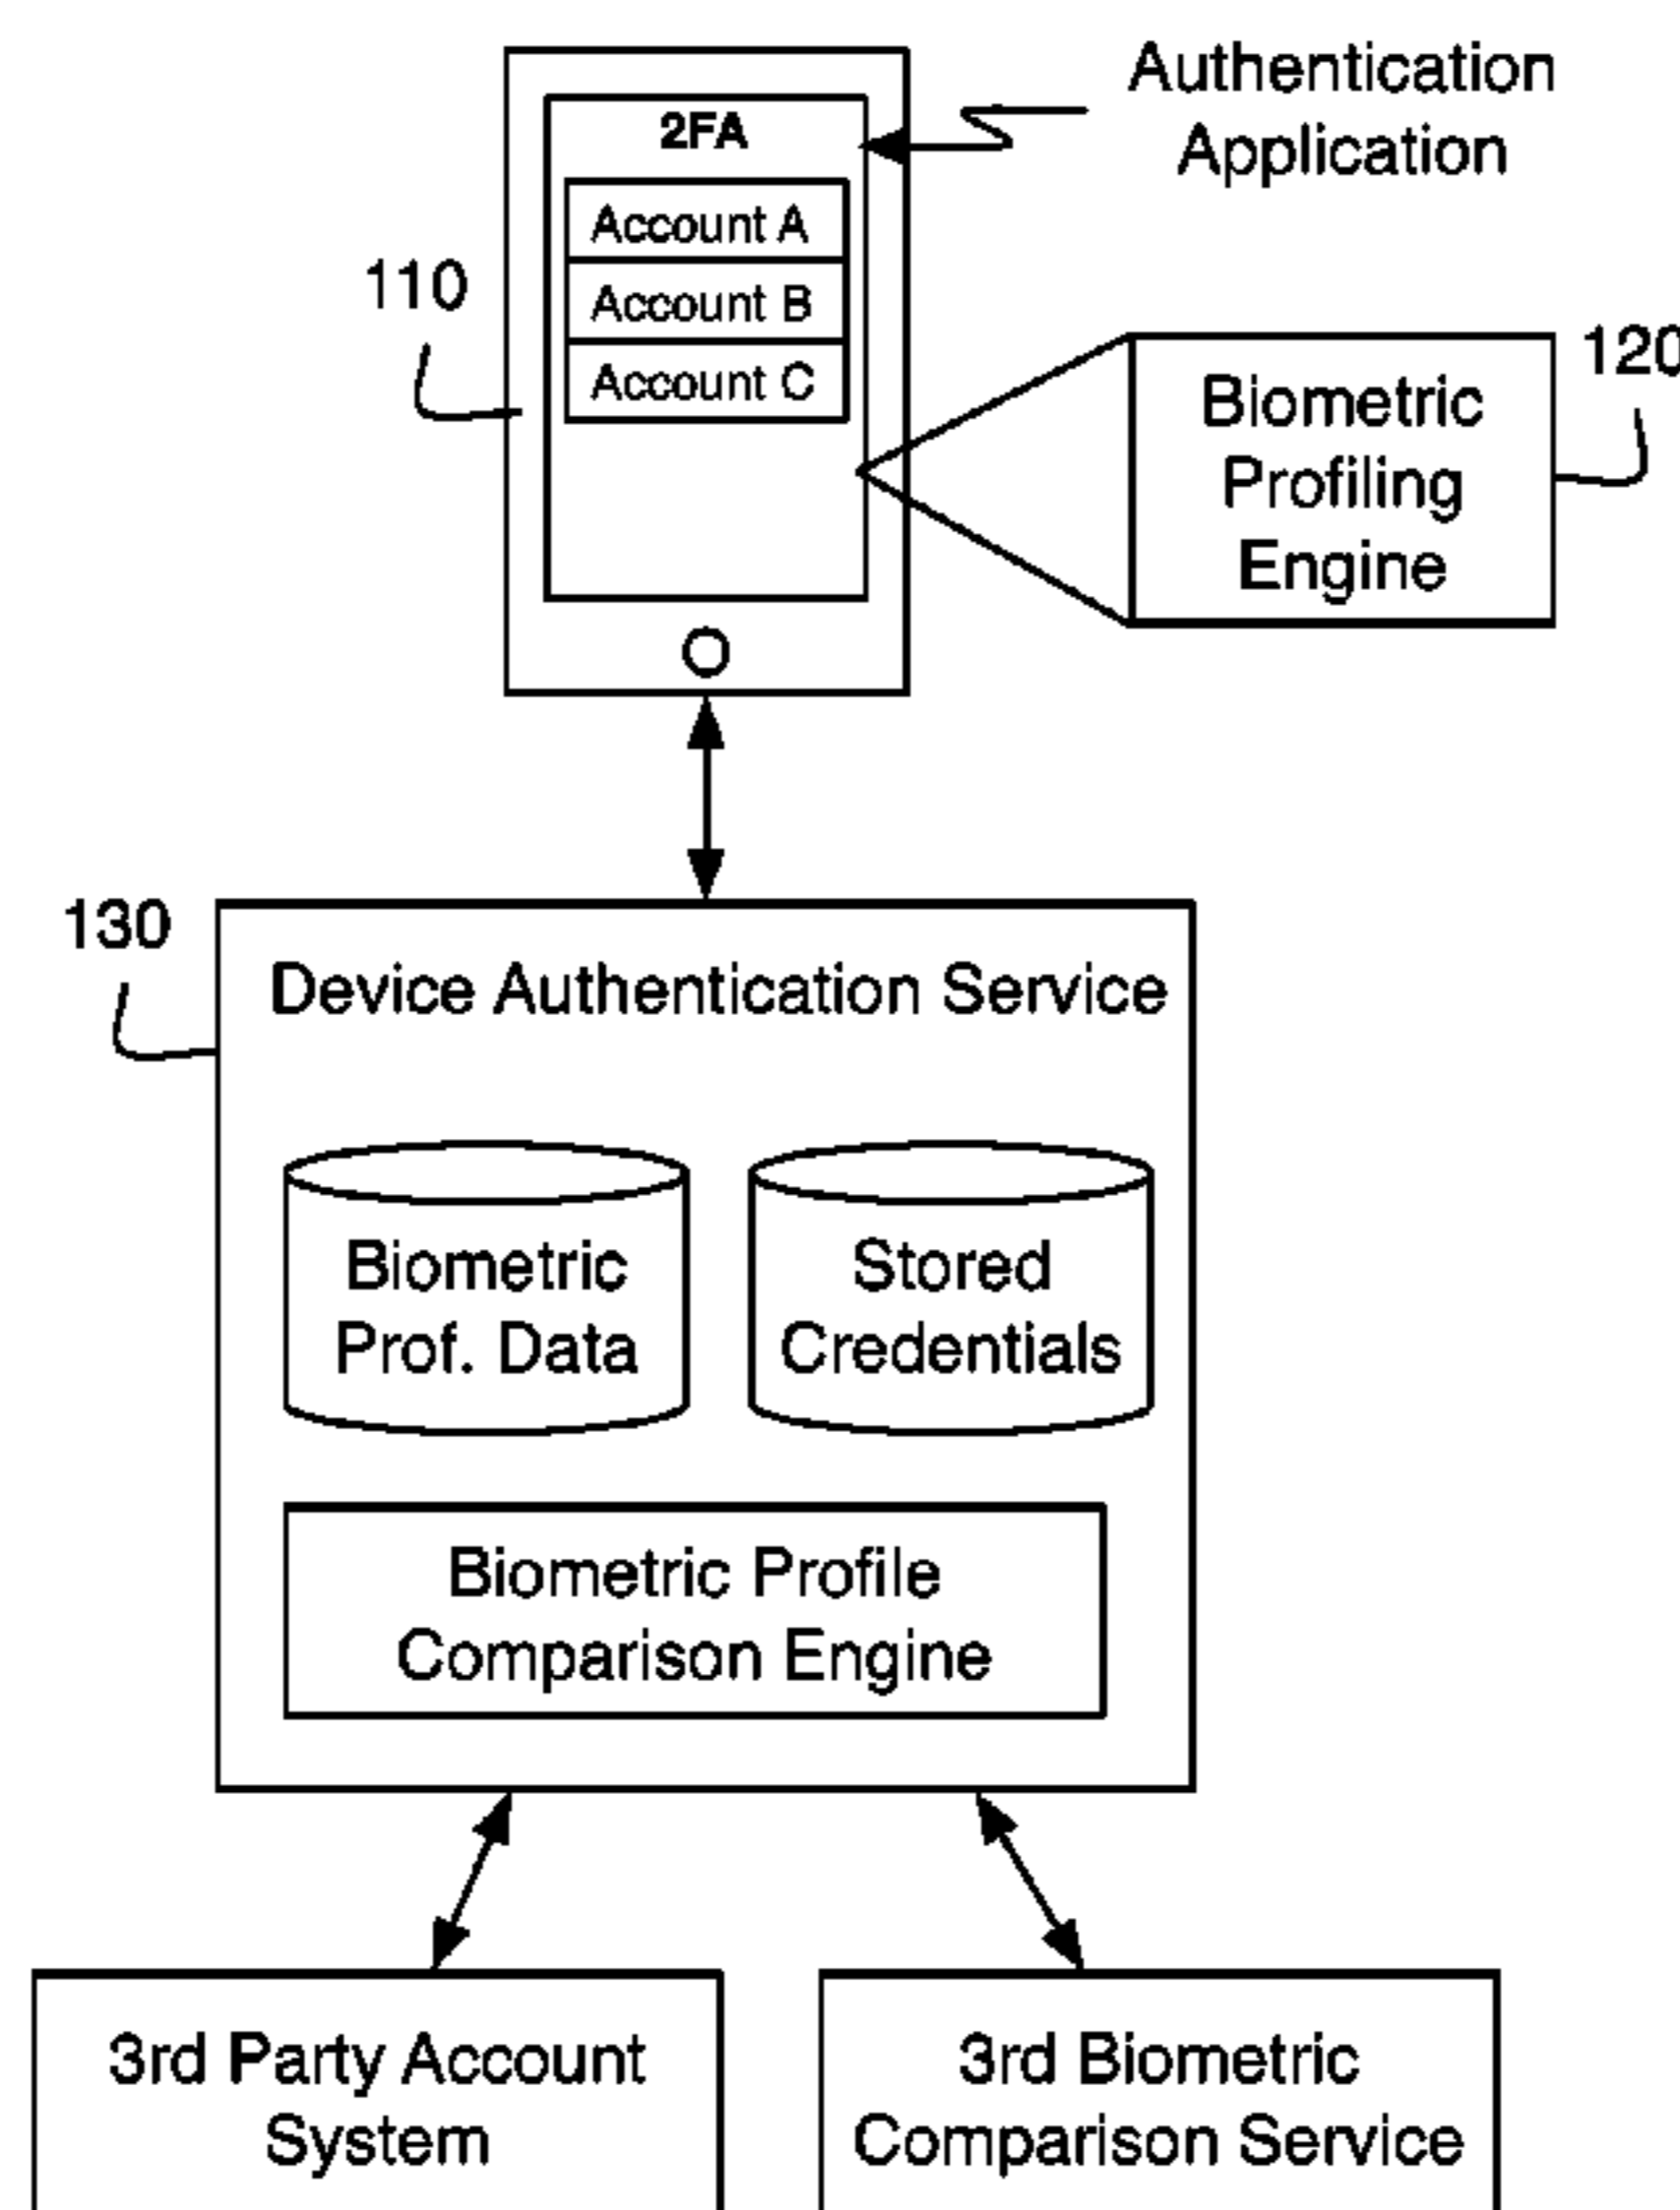 Authentication
Application
2FA
Account A
Account B
Account C
110
120
Biometric
Profiling
Engine
130
Device Authentication Service
Biometric
Prof. Data
Stored
Credentials
Biometric Profile
Comparison Engine
3rd Party Account
System
3rd Biometric
Comparison Service